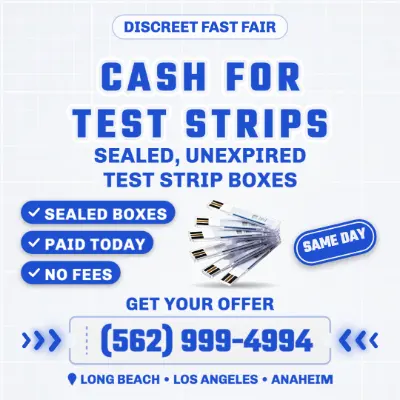 DISCREET FAST FAIR
CASH FOR
TEST STRIPS
SEALED, UNEXPIRED
TEST STRIP BOXES
SEALED BOXES
PAID TODAY
NO FEES
SAME DAY
GET YOUR OFFER
(562) 999-4994
LONG BEACH • LOS ANGELES • ANAHEIM